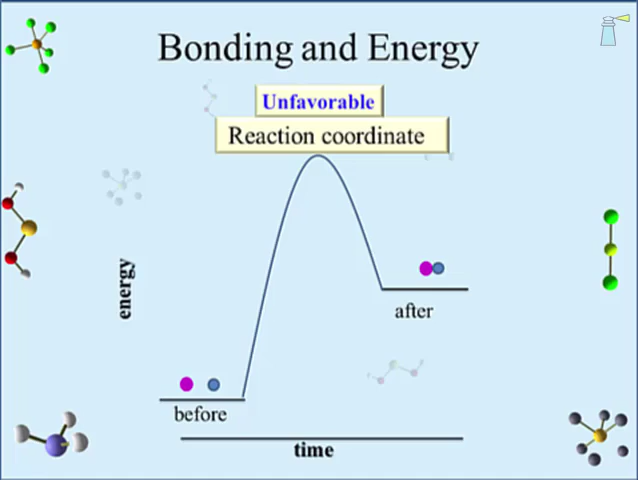 Bonding and Energy
Unfavorable
Reaction coordinate
energy
after
before
time